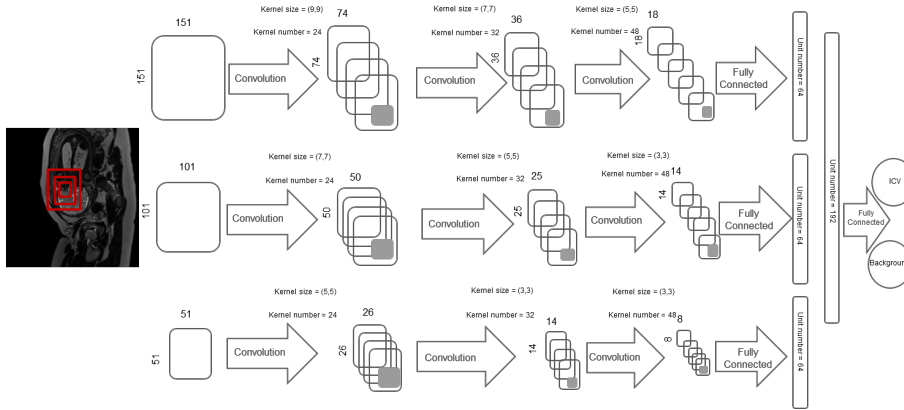 Kernel size = (9,9)
Kernel number = 24
Kernel size = (7,7)
Kernel number = 32
Kernel size = (5,5)
Kernel number = 48
151
151
Convolution
74
74
Convolution
36
36
Convolution
18
18
Fully
Connected
Unit number = 64
Kernel size = (7,7)
Kernel number = 24
Kernel size = (5,5)
Kernel number = 32
Kernel size = (3,3)
Kernel number = 48
101
101
Convolution
50
50
Convolution
25
25
Convolution
14
14
Fully
Connected
Unit number = 64
Kernel size = (5,5)
Kernel number = 24
Kernel size = (3,3)
Kernel number = 32
Kernel size = (3,3)
Kernel number = 48
51
51
Convolution
26
26
Convolution
14
14
Convolution
8
8
Fully
Connected
Unit number = 64
Unit number = 192
Fully
Connected
ICV
Background